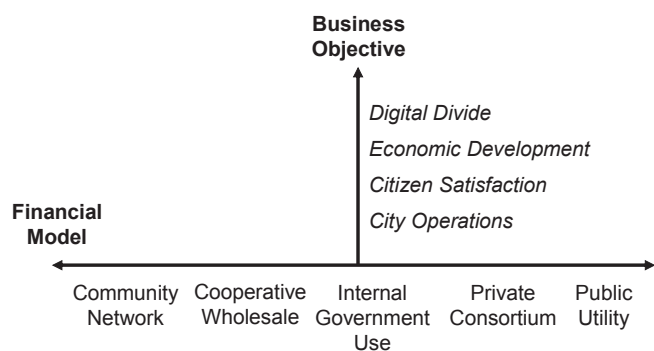 Business
Objective
Digital Divide
Economic Development
Citizen Satisfaction
City Operations
Financial
Model
Community
Network
Cooperative
Wholesale
Internal
Government
Use
Private
Consortium
Public
Utility